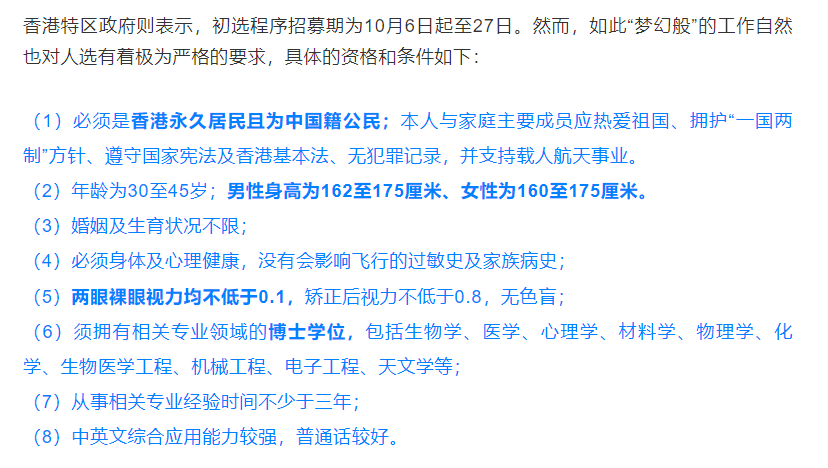 香港特区政府则表示，初选程序招募期为10月6日起至27日。然而，如此“梦幻般”的工作自然
也对人选有着极为严格的要求，具体的资格和条件如下：
（1）必须是香港永久居民且为中国籍公民；本人与家庭主要成员应热爱祖国、拥护“一国两
制”方针、遵守国家宪法及香港基本法、无犯罪记录，并支持载人航天事业。
（2）年龄为30至45岁；男性身高为162至175厘米、女性为160至175厘米。
（3）婚姻及生育状况不限；
（4）必须身体及心理健康，没有会影响飞行的过敏史及家族病史；
（5）两眼裸眼视力均不低于0.1，矫正后视力不低于0.8，无色盲；
（6）须拥有相关专业领域的博士学位，包括生物学、医学、心理学、材料学、物理学、化
学、生物医学工程、机械工程、电子工程、天文学等；
（7）从事相关专业经验时间不少于三年；
（8）中英文综合应用能力较强，普通话较好。